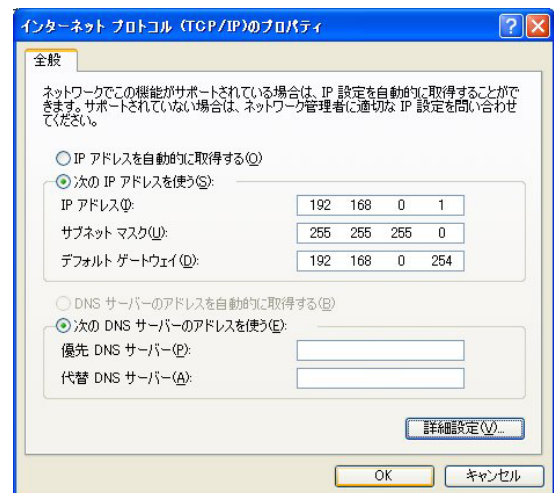 インターネット プロトコル (TCP/IP)のプロパティ
全般
ネットワークでこの機能がサポートされている場合は、IP 設定を自動的に取得することがで
きます。サポートされていない場合は、ネットワーク管理者に適切な IP 設定を問い合わせ
てください。
IP アドレスを自動的に取得する(O)
次の IP アドレスを使う(S):
IP アドレス(I): 192 168 0 1
サブネット マスク(U): 255 255 255 0
デフォルト ゲートウェイ(D): 192 168 0 254
DNS サーバーのアドレスを自動的に取得する(B)
次の DNS サーバーのアドレスを使う(E):
優先 DNS サーバー(P):
代替 DNS サーバー(A):
詳細設定(V)...
OK キャンセル